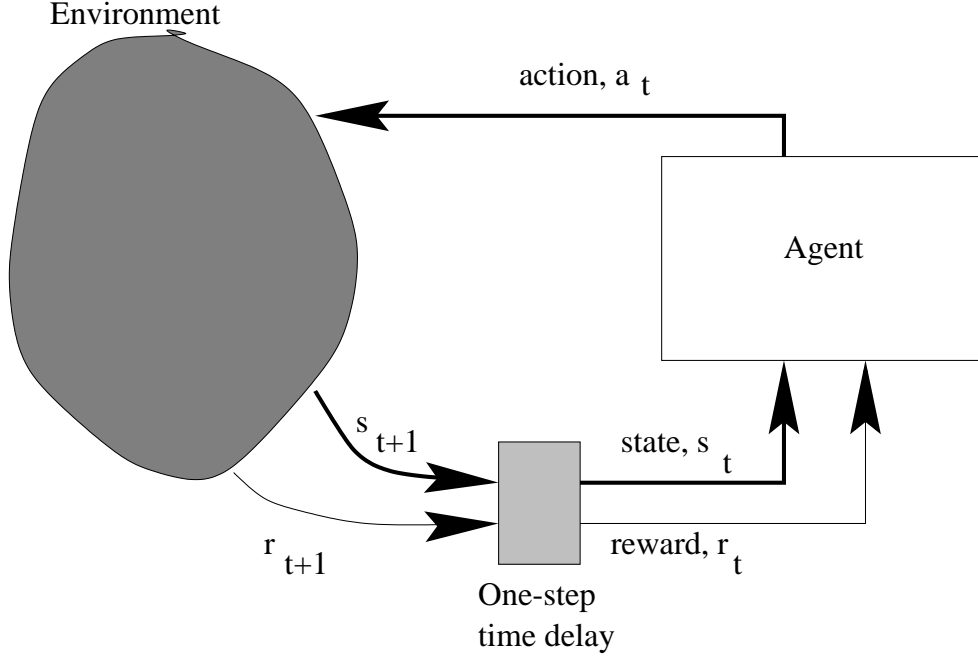 Environment
action, a t
Agent
s t+1
state, s t
r t+1
reward, r t
One-step
time delay